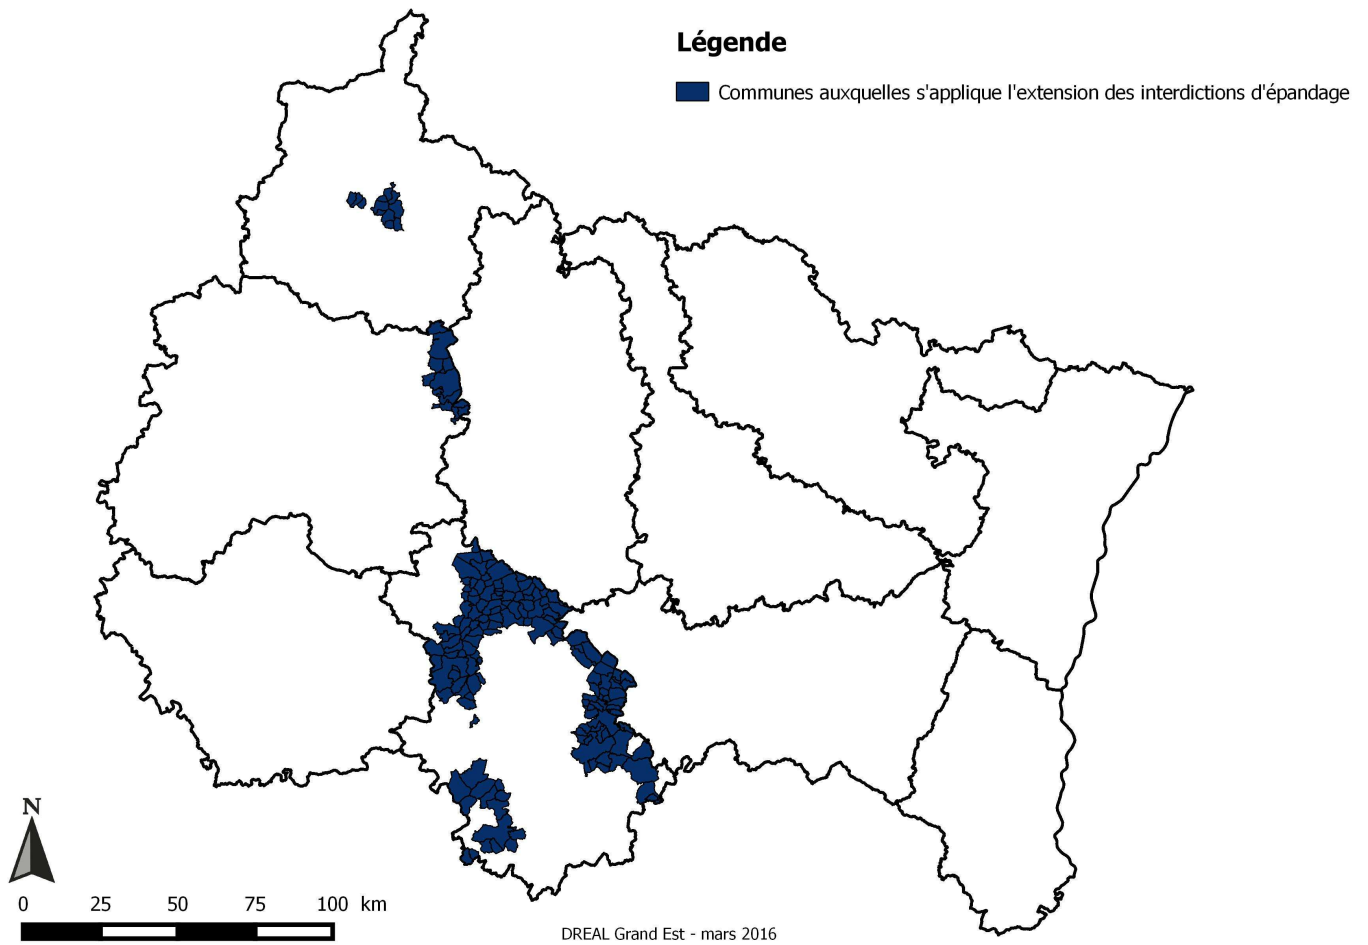 Légende
Communes auxquelles s'applique l'extension des interdictions d'épandage
N
0 25 50 75 100 km
DREAL Grand Est - mars 2016